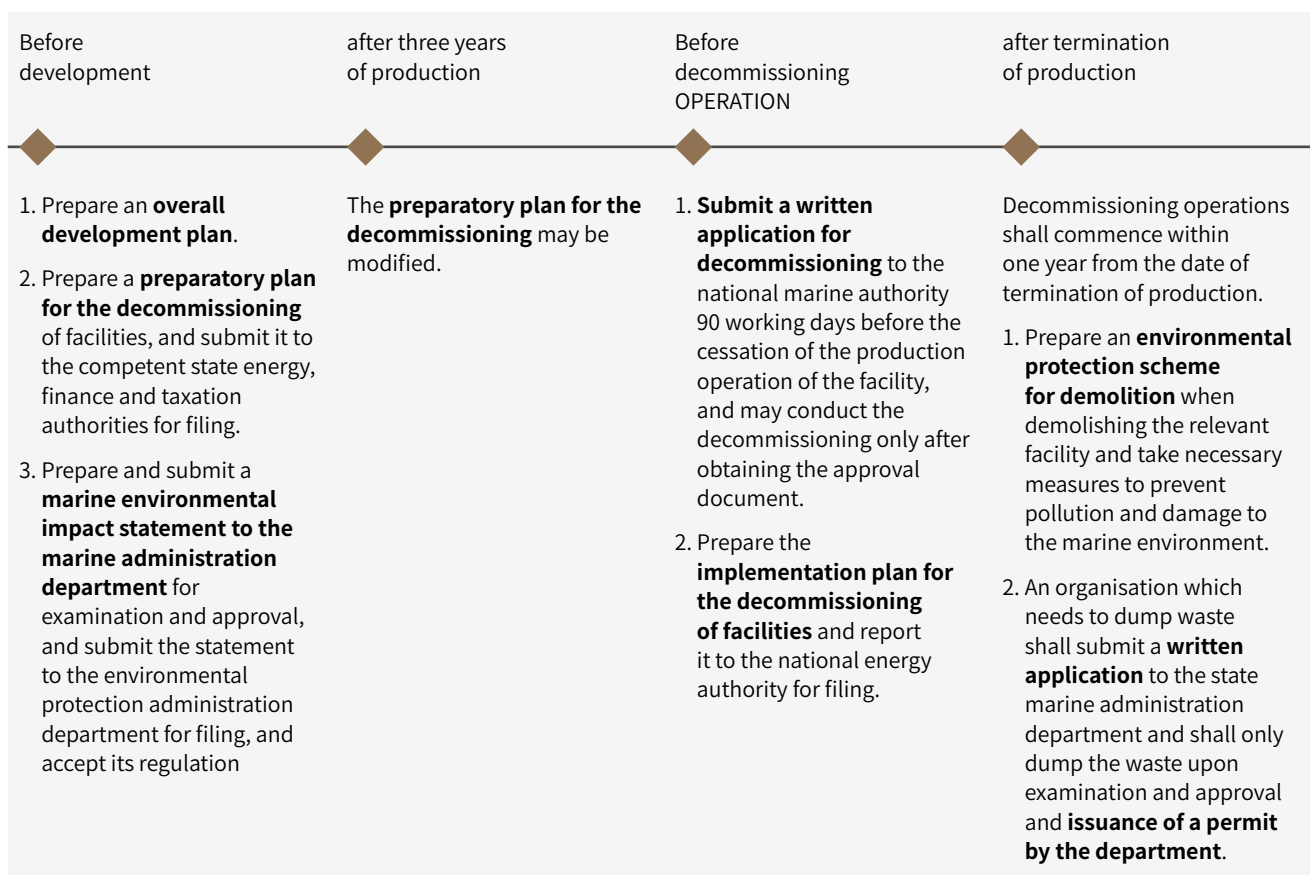 Before
development
after three years
of production
Before
decommissioning
OPERATION
after termination
of production
1. Prepare an overall
development plan.
2. Prepare a preparatory plan
for the decommissioning
of facilities, and submit it to
the competent state energy,
finance and taxation
authorities for filing.
3. Prepare and submit a
marine environmental
impact statement to the
marine administration
department for
examination and approval,
and submit the statement
to the environmental
protection administration
department for filing, and
accept its regulation
The preparatory plan for the
decommissioning may be
modified.
1. Submit a written
application for
decommissioning to the
national marine authority
90 working days before the
cessation of the production
operation of the facility,
and may conduct the
decommissioning only after
obtaining the approval
document.
2. Prepare the
implementation plan for
the decommissioning
of facilities and report
it to the national energy
authority for filing.
Decommissioning operations
shall commence within
one year from the date of
termination of production.
1. Prepare an environmental
protection scheme
for demolition when
demolishing the relevant
facility and take necessary
measures to prevent
pollution and damage to
the marine environment.
2. An organisation which
needs to dump waste
shall submit a written
application to the state
marine administration
department and shall only
dump the waste upon
examination and approval
and issuance of a permit
by the department.